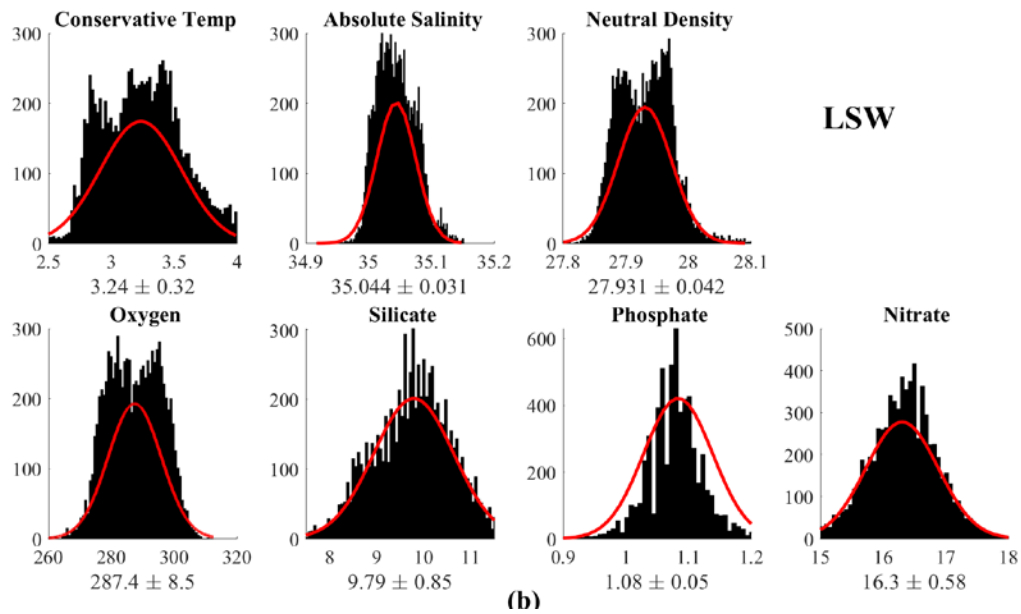 Conservative Temp
Absolute Salinity
Neutral Density
300
200
100
0
2.5 3 3.5 4
3.24 ± 0.32
300
200
100
0
34.9 35 35.1 35.2
35.044 ± 0.031
300
200
100
0
27.8 27.9 28 28.1
27.931 ± 0.042
LSW
Oxygen
Silicate
Phosphate
Nitrate
300
200
100
0
260 280 300 320
287.4 ± 8.5
300
200
100
0
8 9 10 11
9.79 ± 0.85
600
400
200
0
0.9 1 1.1 1.2
1.08 ± 0.05
500
400
300
200
100
0
15 16 17 18
16.3 ± 0.58
(b)